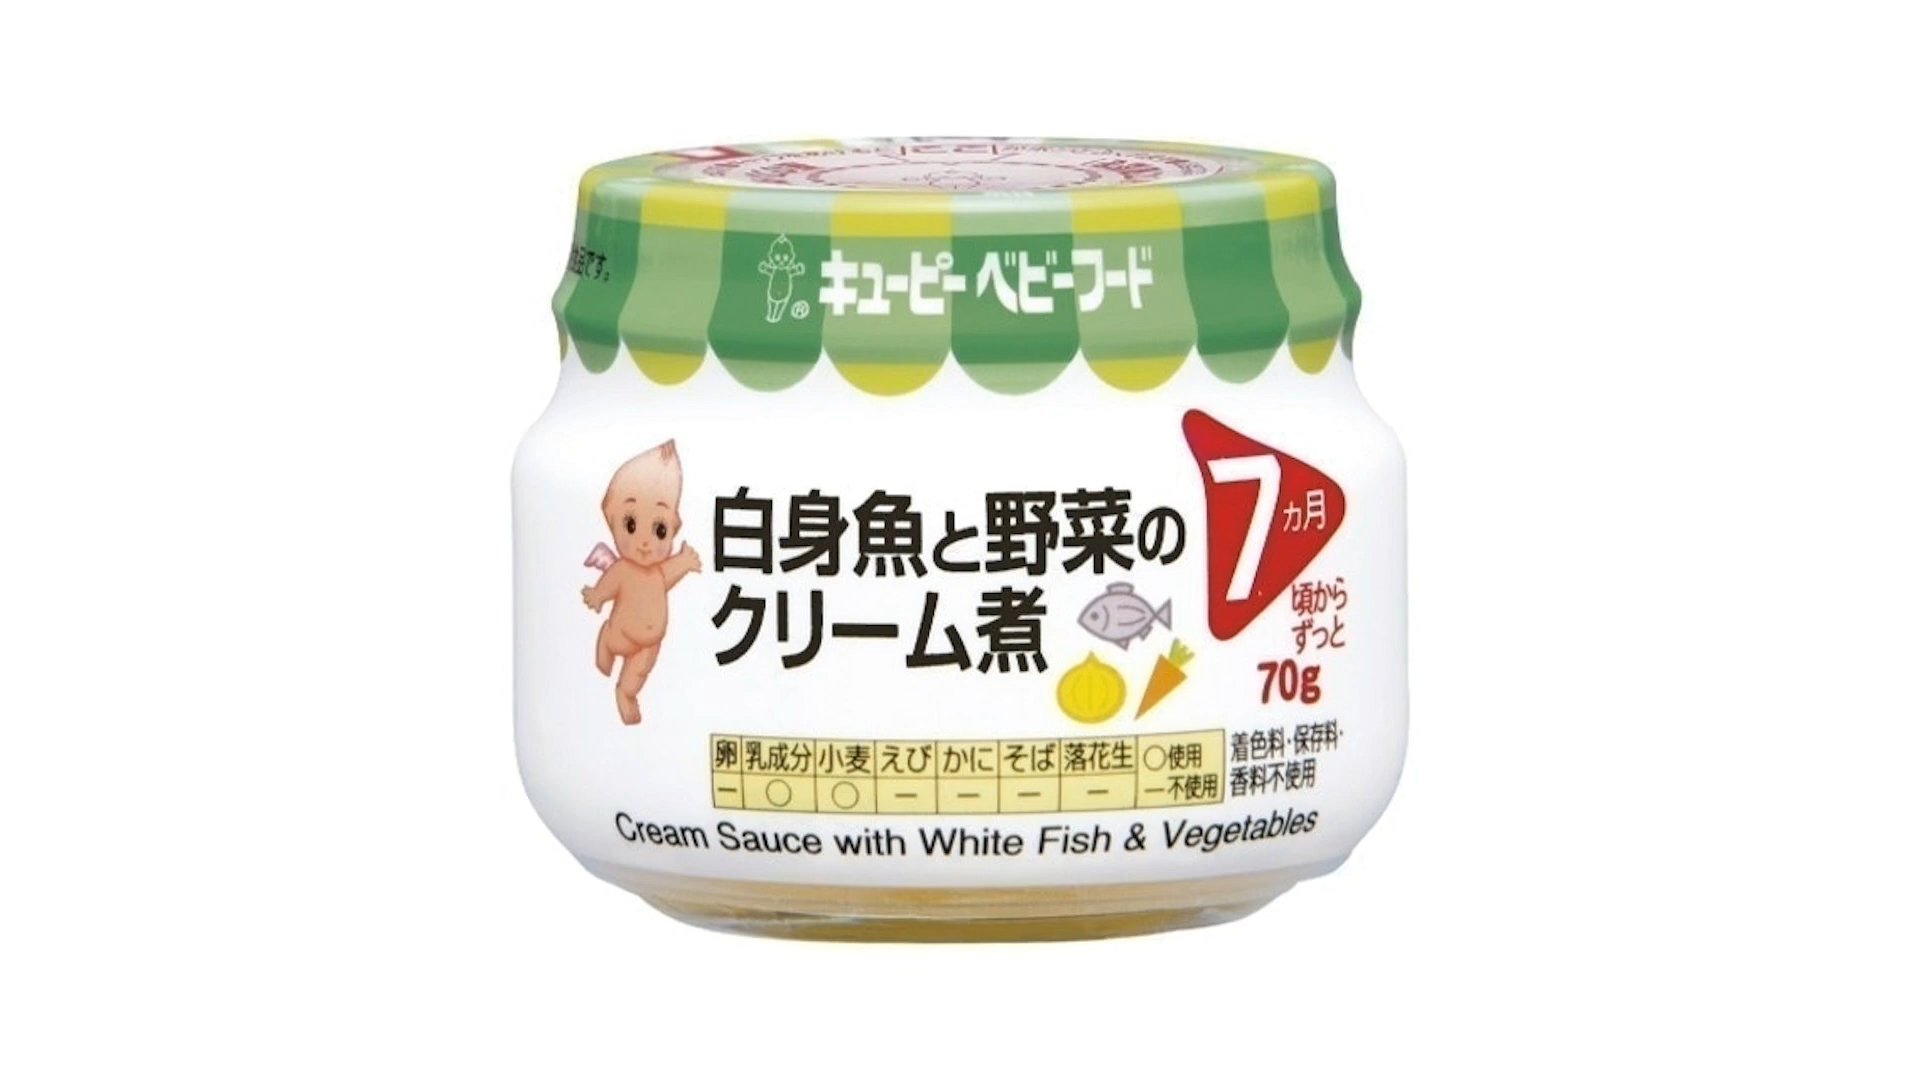 キューピー ベビーフード
®
白身魚と野菜の
クリーム煮
7ヵ月
頃から
ずっと
70g
卵 乳成分 小麦 えび かに そば 落花生 ○使用
ー ○ ○ ー ー ー ー ー不使用
着色料・保存料・
香料不使用
Cream Sauce with White Fish & Vegetables